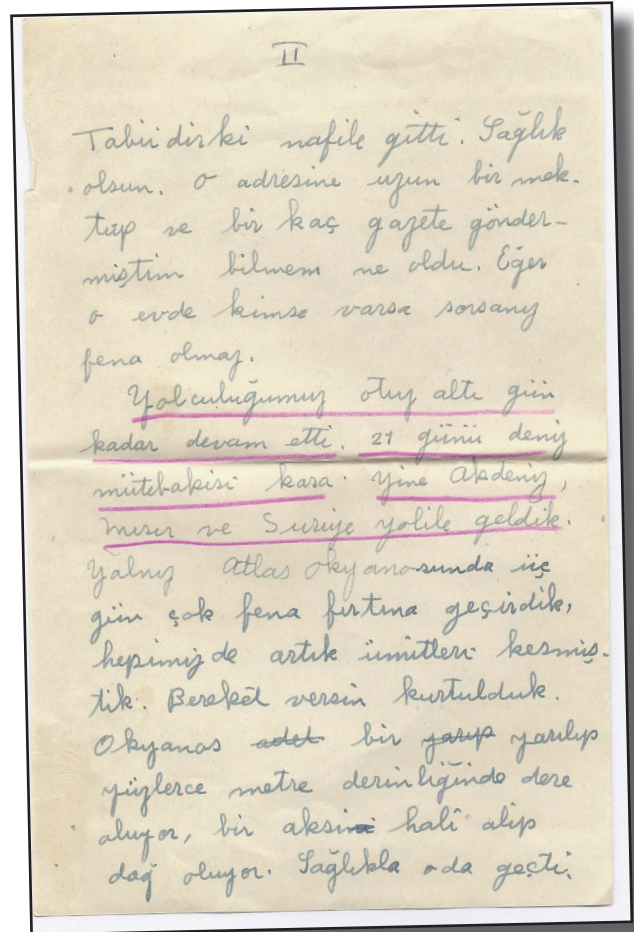 II
Tabii dirki nafile gitti. Sağlık
olsun. O adresine uzun bir mek-
tup ve bir kaç gazete gönder-
miştim bilmem ne oldu. Eğer
o evde kimse varsa sorsanız
fena olmaz.
Yolculuğumuz otuz altı gün
kadar devam etti. 21 günü deniz
mütebakisi kara. Yine Akdeniz,
mısır ve Suriye yolile geldik.
Yalnız Atlas Okyanosunda üç
gün çok fena fırtına geçirdik,
hepimiz de artık ümitleri kesmiş-
tik. Bereket versin kurtulduk.
Okyanos adet bir yarıp yarılıp
yüzlerce metre derinliğinde dere
oluyor, bir aksi hali alıp
dağ oluyor. Sağlıkla o da geçti.